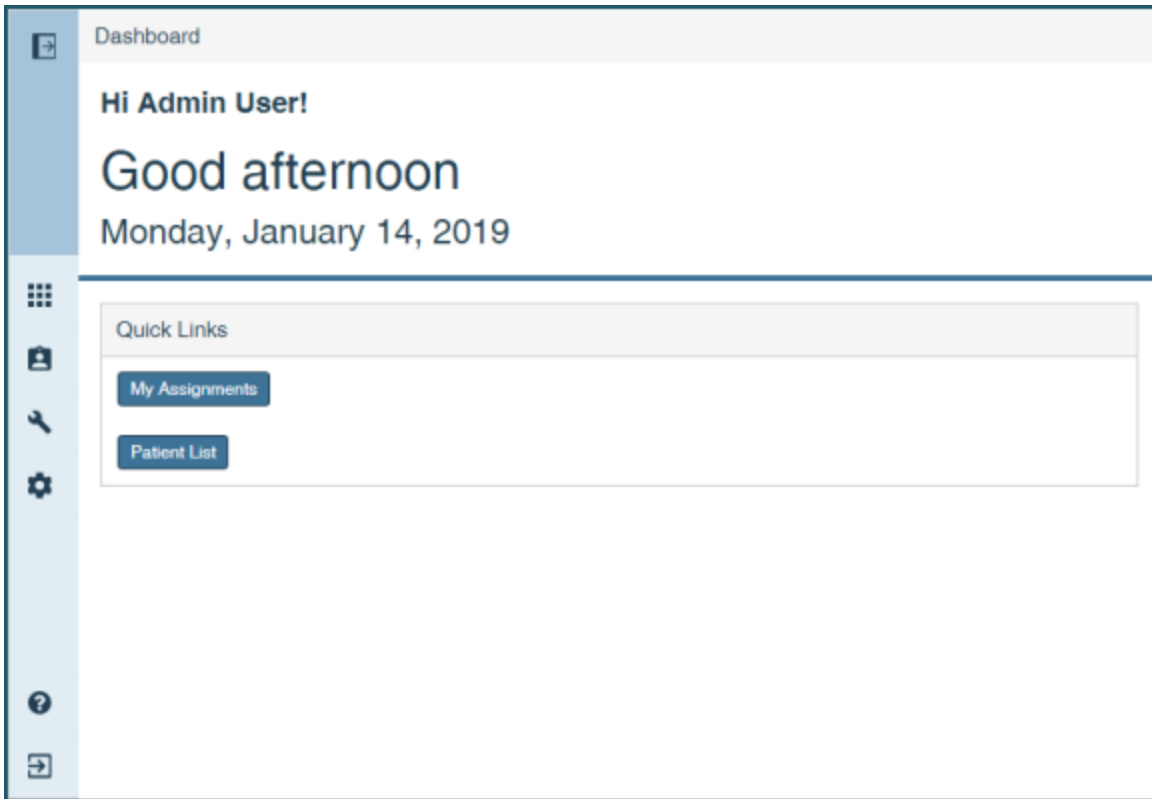 Dashboard
Hi Admin User!
Good afternoon
Monday, January 14, 2019
Quick Links
My Assignments
Patient List